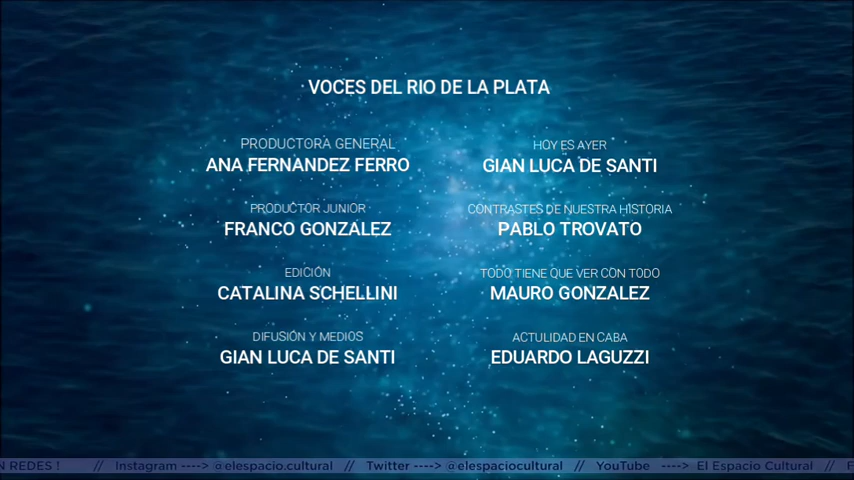 VOCES DEL RIO DE LA PLATA
PRODUCTORA GENERAL
ANA FERNANDEZ FERRO
PRODUCTOR JUNIOR
FRANCO GONZALEZ
EDICIÓN
CATALINA SCHELLINI
DIFUSIÓN Y MEDIOS
GIAN LUCA DE SANTI
HOY ES AYER
GIAN LUCA DE SANTI
CONTRASTES DE NUESTRA HISTORIA
PABLO TROVATO
TODO TIENE QUE VER CON TODO
MAURO GONZALEZ
ACTULIDAD EN CABA
EDUARDO LAGUZZI
N REDES ! // Instagram ----> @elespacio.cultural // Twitter ----> @elespaciocultural // YouTube ----> El Espacio Cultural // F